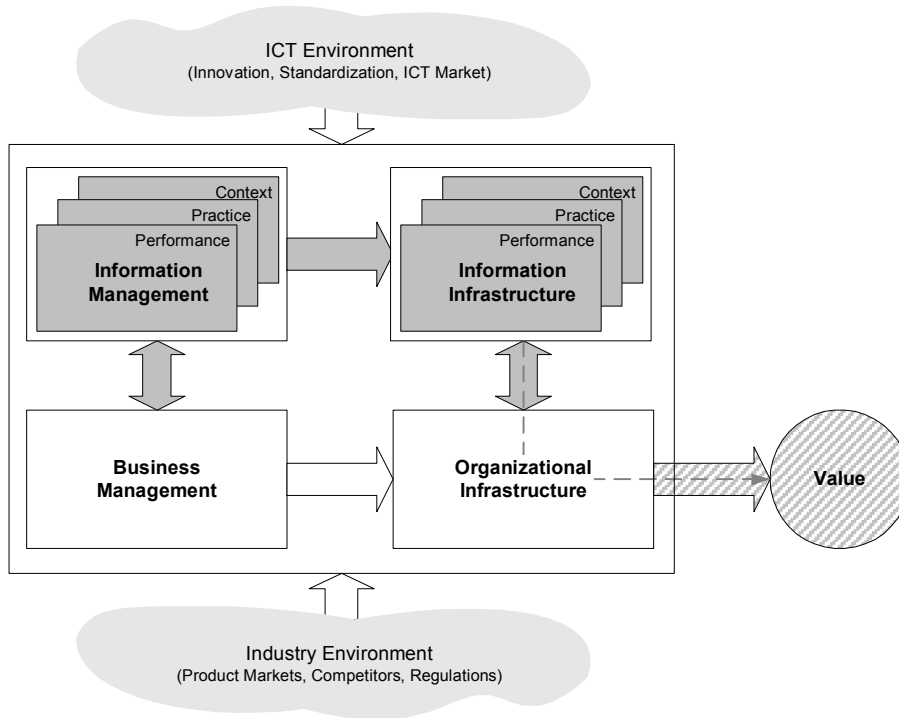 ICT Environment
(Innovation, Standardization, ICT Market)
Context
Practice
Performance
Information
Management
Context
Practice
Performance
Information
Infrastructure
Business
Management
Organizational
Infrastructure
Value
Industry Environment
(Product Markets, Competitors, Regulations)